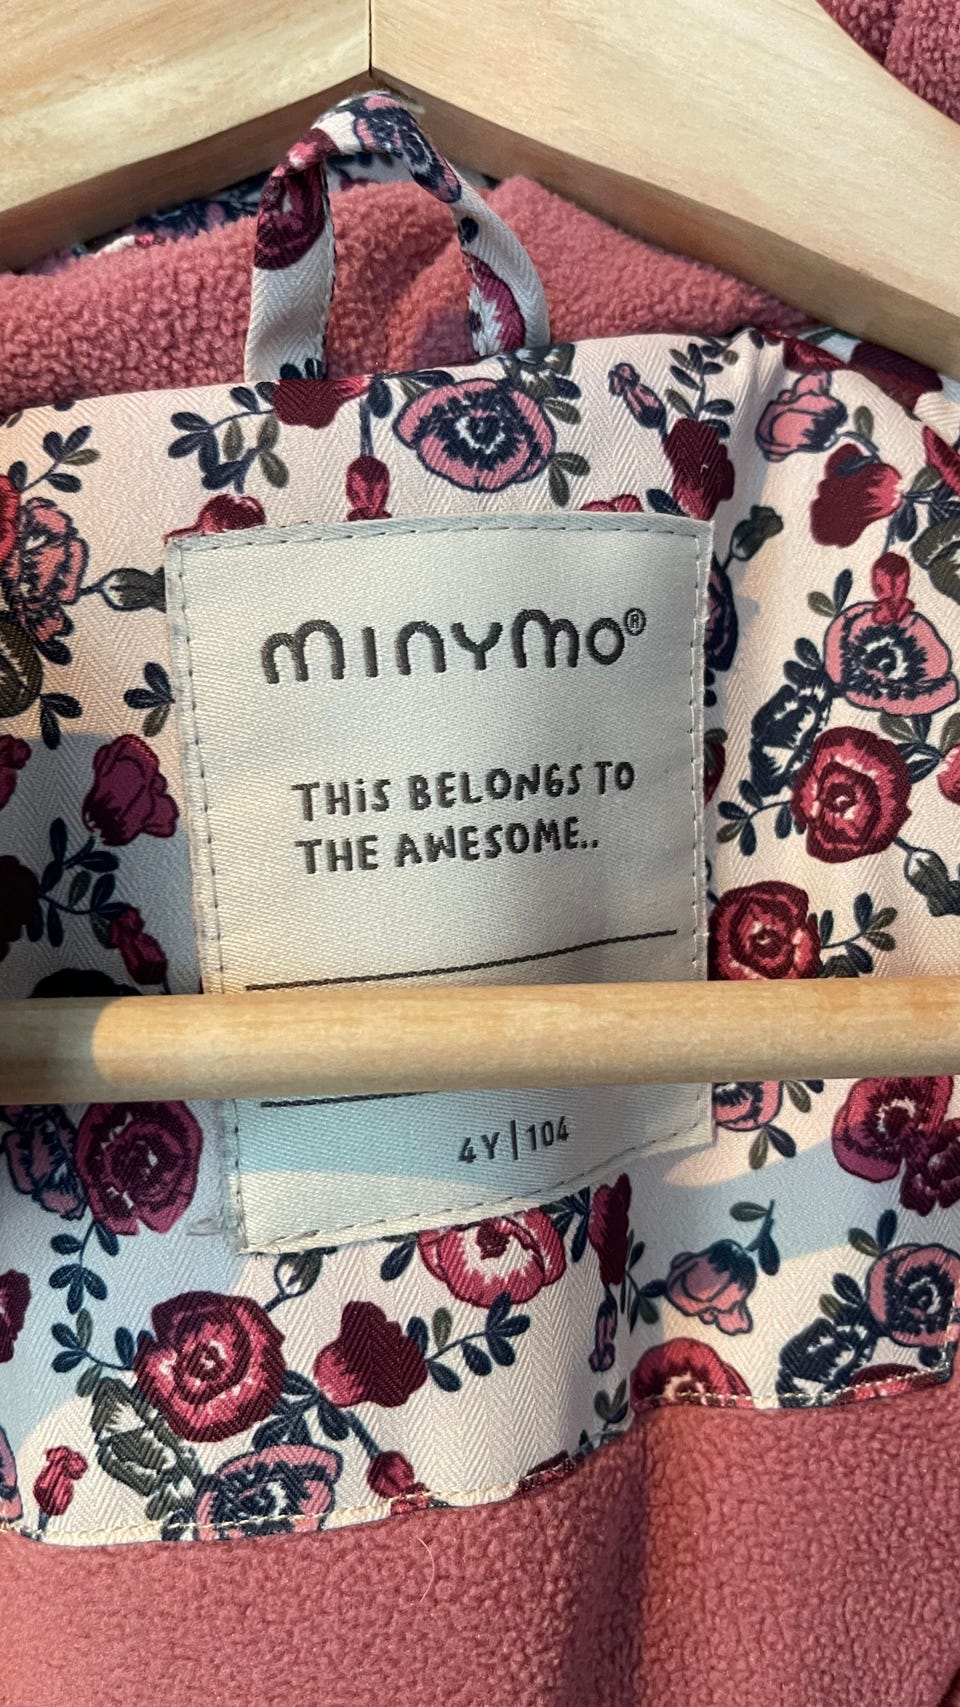 minymo®
THiS BELONGS TO
THE AWESOME..
4Y|104